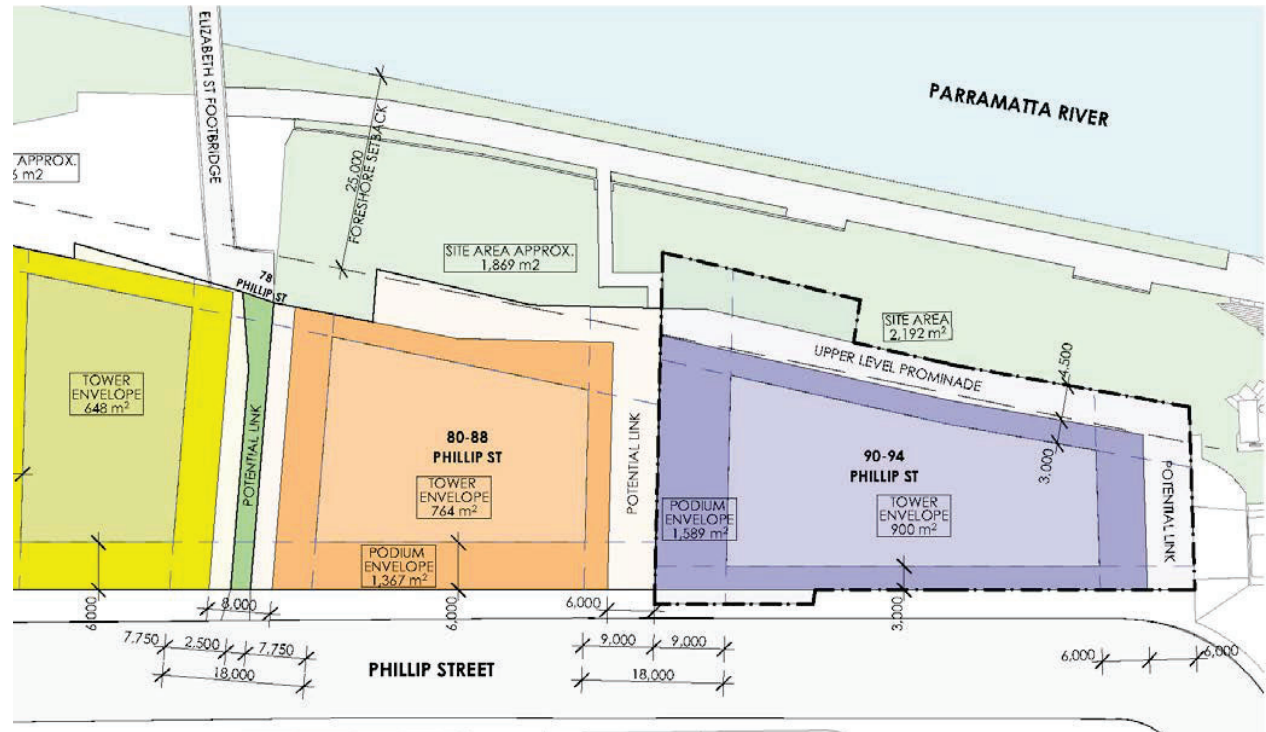 ELIZABETH ST FOOTBRIDGE
PARRAMATTA RIVER
APPROX.
6 m2
25,000
FORESHORE SETBACK
SITE AREA APPROX.
1,869 m2
78
PHILLIP ST
SITE AREA
2,192 m²
UPPER LEVEL PROMINADE
4,500
3,000
TOWER
ENVELOPE
648 m²
POTENTIAL LINK
80-88
PHILLIP ST
TOWER
ENVELOPE
764 m²
PODIUM
ENVELOPE
1,367 m²
POTENTIAL LINK
PODIUM
ENVELOPE
1,589 m²
90-94
PHILLIP ST
TOWER
ENVELOPE
900 m²
POTENTIAL LINK
6,000
8,000
6,000
6,000
3,000
7,750
2,500
7,750
18,000
PHILLIP STREET
9,000
9,000
18,000
6,000
6,000